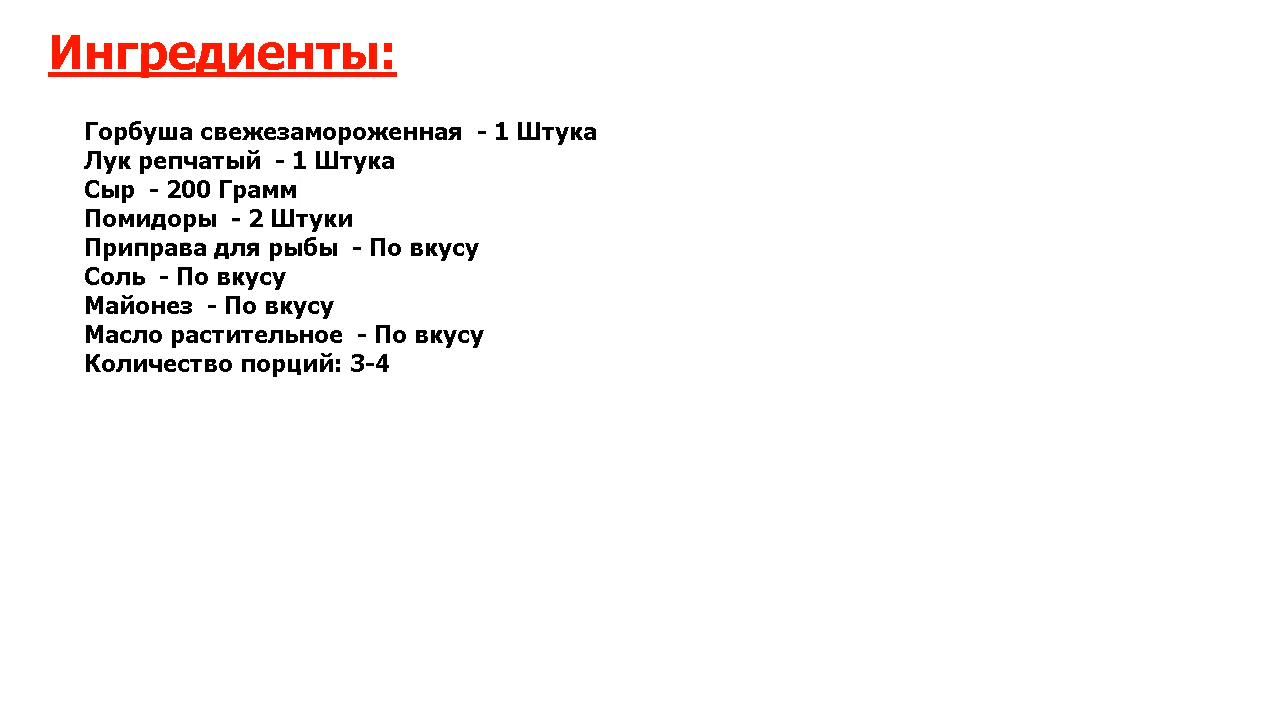 Ингредиенты:
Горбуша свежезамороженная  - 1 Штука
Лук репчатый  - 1 Штука
Сыр  - 200 Грамм
Помидоры  - 2 Штуки
Приправа для рыбы  - По вкусу
Соль  - По вкусу
Майонез  - По вкусу
Масло растительное  - По вкусу
Количество порций: 3-4